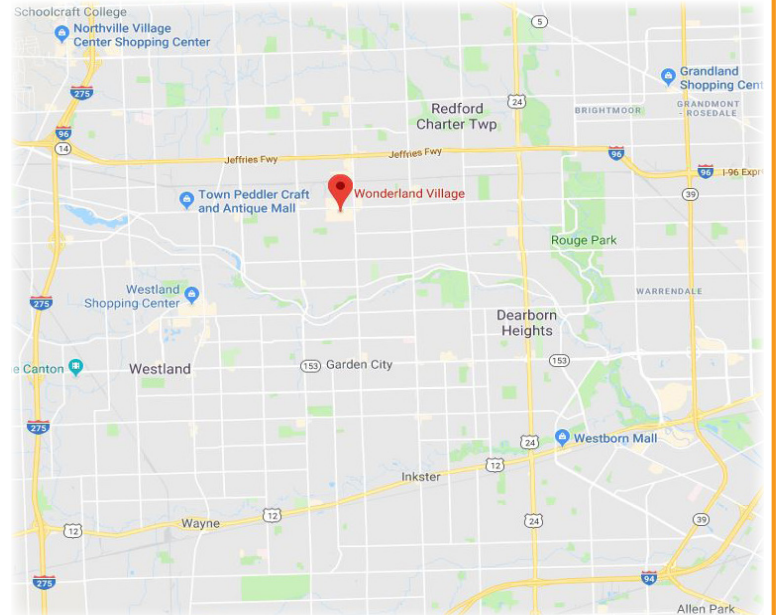 Schoolcraft College
Northville Village
Center Shopping Center
5
Grandland
Shopping Cent
275
24
Redford
Charter Twp
BRIGHTMOOR
GRANDMONT
- ROSEDALE
96
14
Jeffries Fwy
Jeffries Fwy
96
96
I-96 Expr
39
Town Peddler Craft
and Antique Mall
Wonderland Village
Rouge Park
Westland
Shopping Center
275
WARRENDALE
Dearborn
Heights
e Canton
Westland
153
Garden City
153
275
24
Westborn Mall
12
Inkster
12
Wayne
12
24
39
275
94
Allen Park